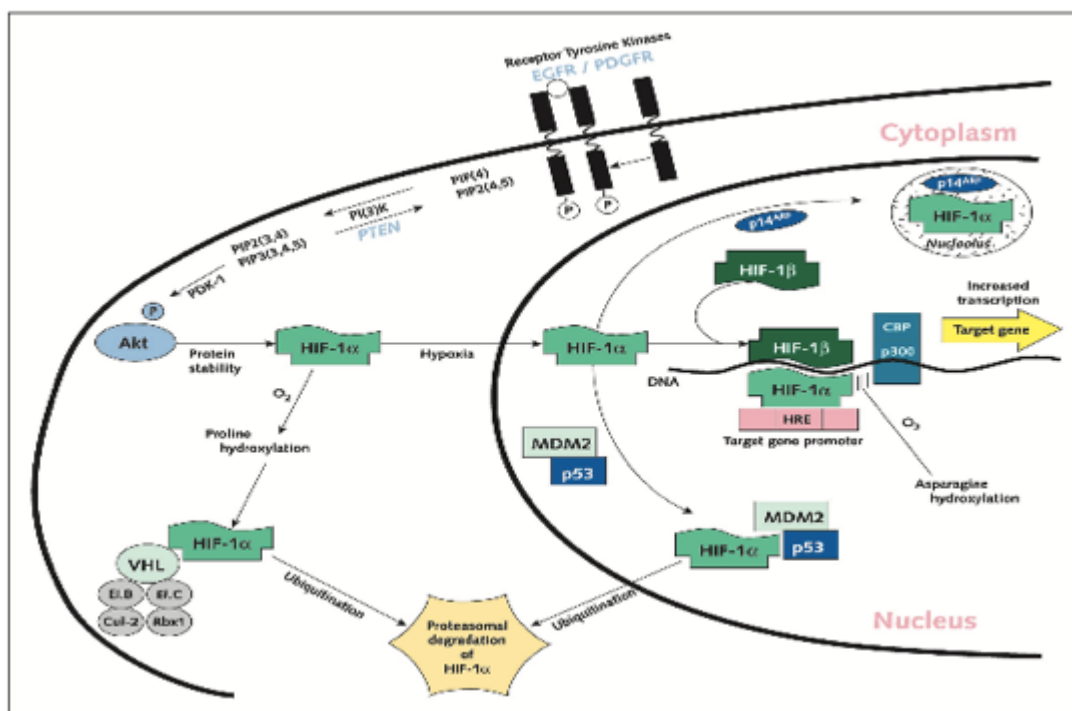 Receptor Tyrosine Kinases
EGFR / PDGFR
Cytoplasm
PIP(4)
PIP2(4,5)
PI(3)K
PTEN
PIP2(3,4)
PIP3(3,4,5)
PDK-1
P
P
P
p14ARF
HIF-1α
Nucleolus
p14ARF
HIF-1β
Increased
transcription
Target gene
CBP
p300
Akt
Protein
stability
HIF-1α
Hypoxia
HIF-1α
HIF-1β
DNA
HIF-1α
HRE
Target gene promoter
O2
Asparagine
hydroxylation
O2
Proline
hydroxylation
MDM2
p53
HIF-1α
VHL
El.B
El.C
Cul-2
Rbx1
Ubiquitination
Proteasomal
degradation
of
HIF-1α
Ubiquitination
HIF-1α
MDM2
p53
Nucleus